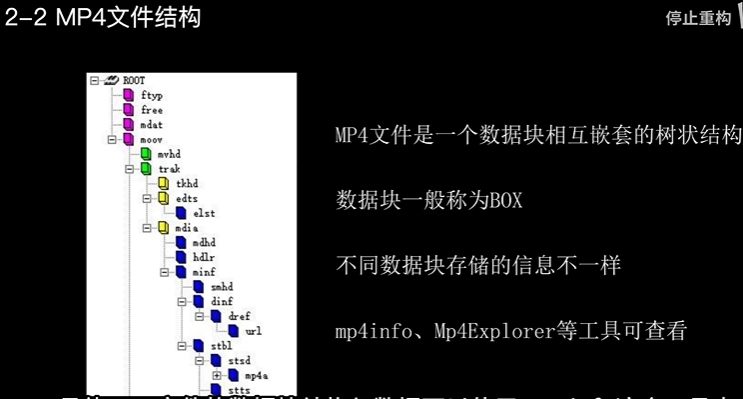 2-2 MP4文件结构
停止重构
ROOT
ftyp
free
mdat
moov
mvhd
trak
tkhd
edts
elst
mdia
mdhd
hdlr
minf
smhd
dinf
dref
url
stbl
stsd
mp4a
stts
MP4文件是一个数据块相互嵌套的树状结构
数据块一般称为BOX
不同数据块存储的信息不一样
mp4info、Mp4Explorer等工具可查看